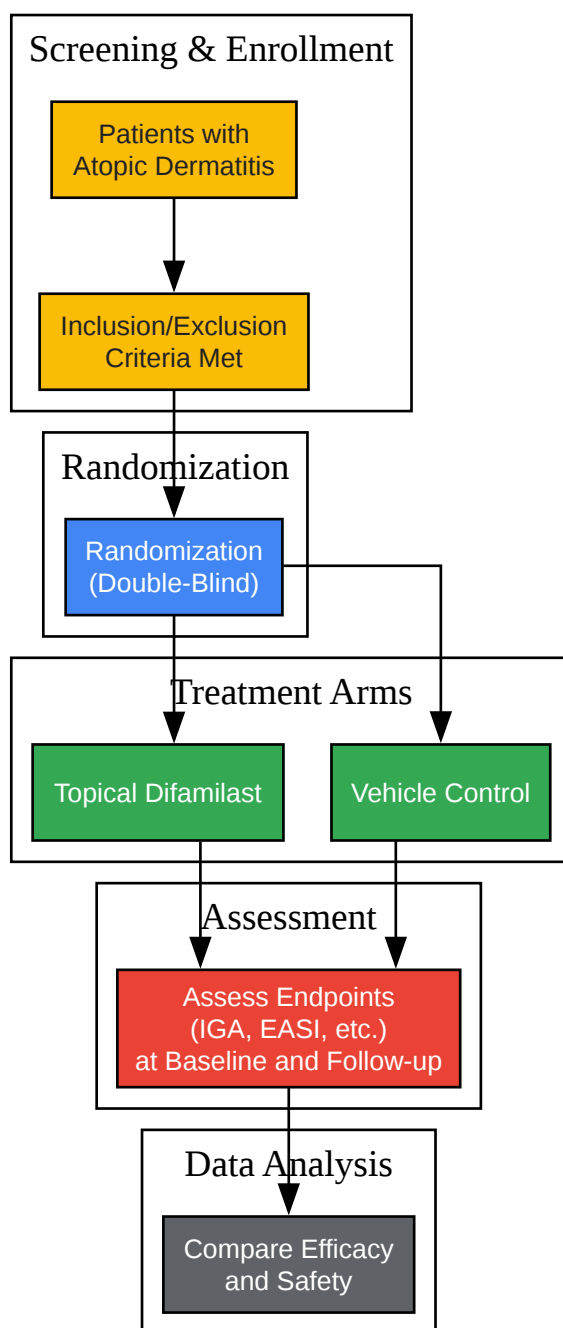 Screening & Enrollment
Patients with
Atopic Dermatitis
Inclusion/Exclusion
Criteria Met
Randomization
Randomization
(Double-Blind)
Treatment Arms
Topical Difamilast
Vehicle Control
Assessment
Assess Endpoints
(IGA, EASI, etc.)
at Baseline and Follow-up
Data Analysis
Compare Efficacy
and Safety